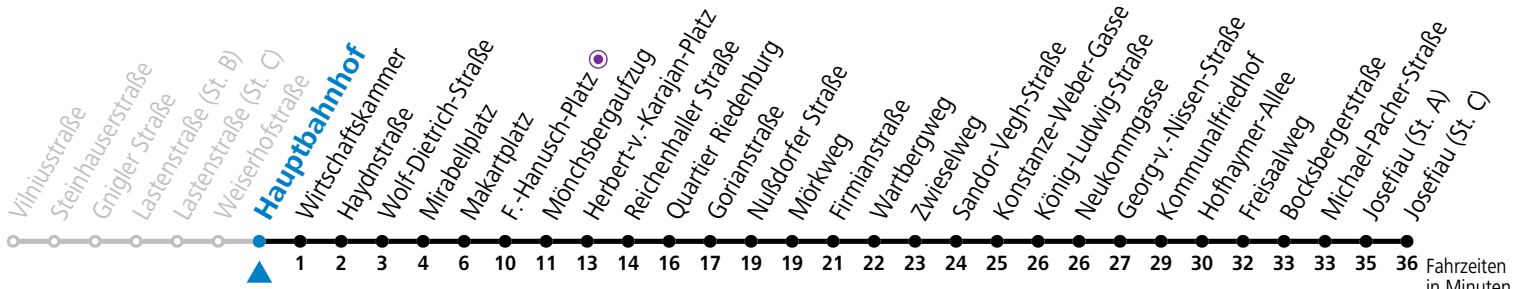 Vilniusstraße
Steinhauserstraße
Gnigler Straße
Lastenstraße (St. B)
Lastenstraße (St. C)
Weiserhofstraße
Hauptbahnhof
Wirtschaftskammer
Haydnstraße
Wolf-Dietrich-Straße
Mirabellplatz
Makartplatz
F.-Hanusch-Platz
Mönchsbergaufzug
Herbert-v.-Karajan-Platz
Reichenhaller Straße
Quartier Riedenburg
Gorianstraße
Nußdorfer Straße
Mörkweg
Firmianstraße
Wartbergweg
Zwieselweg
Sandor-Vegh-Straße
Konstanze-Weber-Gasse
König-Ludwig-Straße
Neukommgasse
Georg-v.-Nissen-Straße
Kommunalfriedhof
Hofhaymer-Allee
Freisaalweg
Bocksbergerstraße
Michael-Pacher-Straße
Josefiau (St. A)
Josefiau (St. C)
1 2 3 4 6 10 11 13 14 16 17 19 19 21 22 23 24 25 26 26 27 29 30 32 33 33 35 36
Fahrzeiten
in Minuten